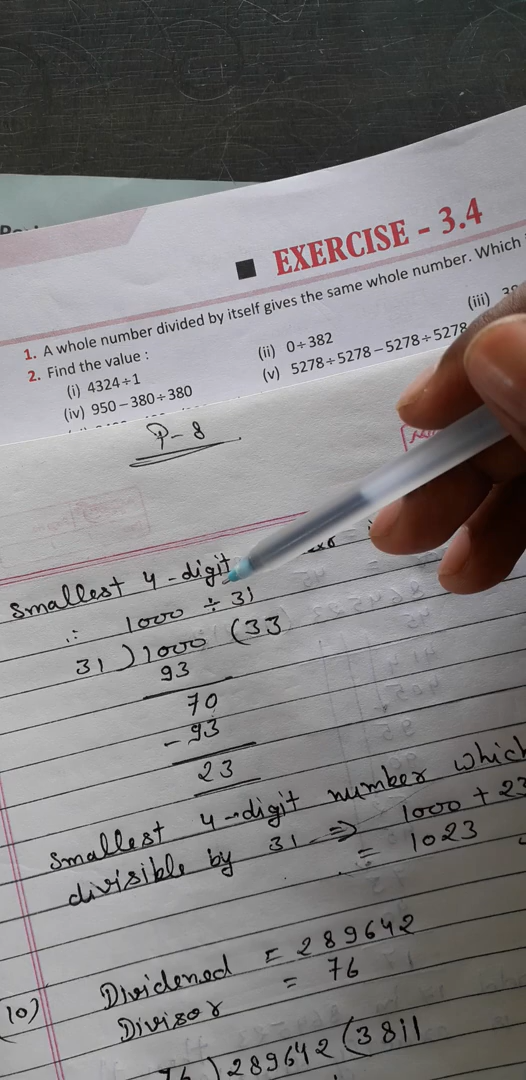 ■ EXERCISE - 3.4
1. A whole number divided by itself gives the same whole number. Which
2. Find the value :
(i) 4324÷1 (ii) 0÷382 (iii)
(iv) 950−380÷380 (v) 5278÷5278−5278÷5278
P-8
Smallest 4-digit
∴ 1000 ÷ 31
31)1000(33
93
70
-93
23
Smallest 4-digit number which
divisible by 31 ⇒ 1000 + 23
= 1023
(10) Dividened = 289642
Divisor = 76
76)289642(3811